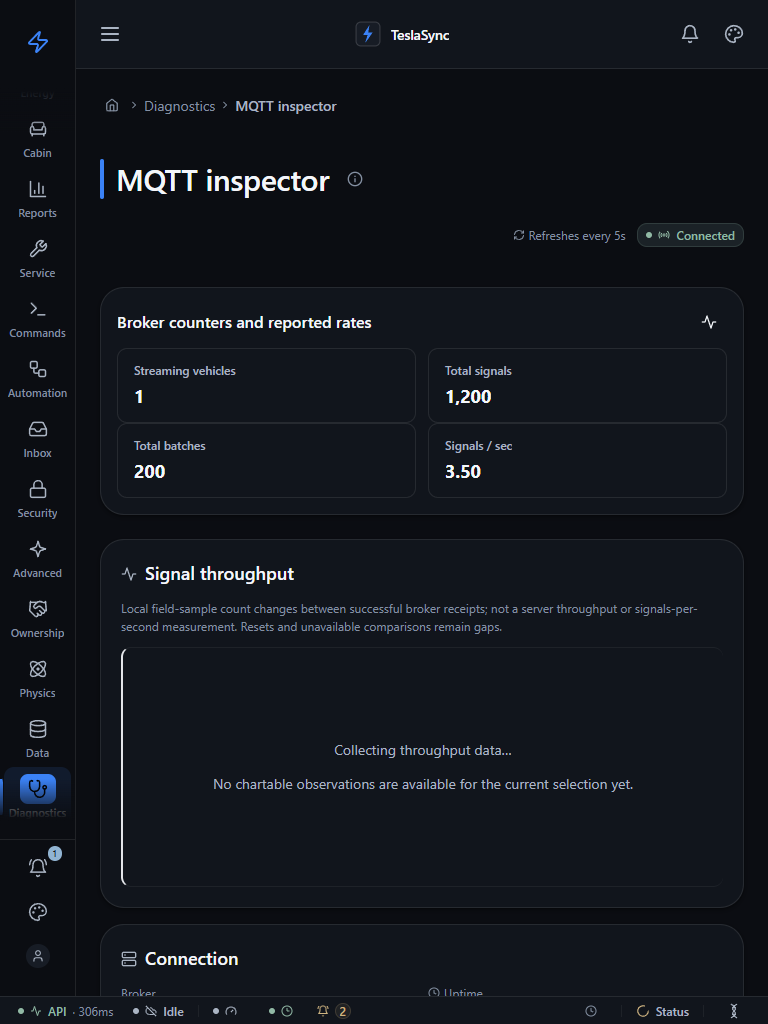 TeslaSync
Energy
Cabin
Reports
Service
Commands
Automation
Inbox
Security
Advanced
Ownership
Physics
Data
Diagnostics
1
Diagnostics
MQTT inspector
MQTT inspector
Refreshes every 5s
Connected
Broker counters and reported rates
Streaming vehicles
1
Total signals
1,200
Total batches
200
Signals / sec
3.50
Signal throughput
Local field-sample count changes between successful broker receipts; not a server throughput or signals-per-
second measurement. Resets and unavailable comparisons remain gaps.
Collecting throughput data...
No chartable observations are available for the current selection yet.
Connection
Broker
Uptime
API · 306ms
Idle
2
Status